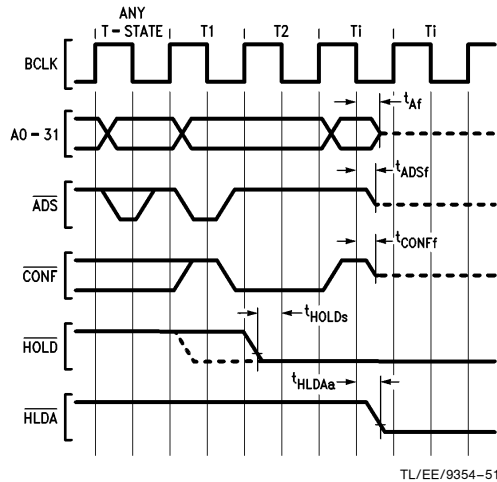 ANY
T-STATE T1 T2 Ti Ti
BCLK
tAf
A0-31
tADSf
ADS
tCONFf
CONF
tHOLDs
HOLD
tHLDAa
HLDA
TL/EE/9354-51